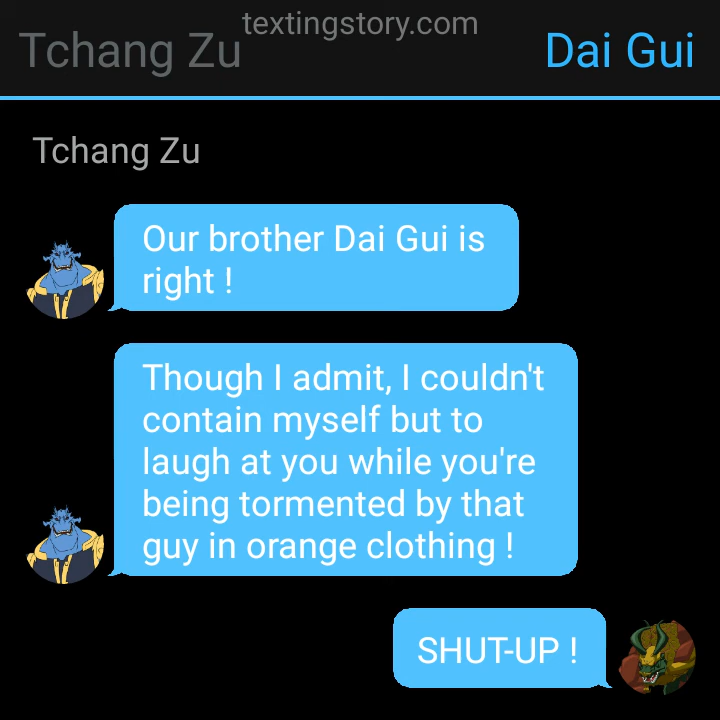 textingstory.com
Tchang Zu
Dai Gui
Tchang Zu
Our brother Dai Gui is
right !
Though I admit, I couldn't
contain myself but to
laugh at you while you're
being tormented by that
guy in orange clothing !
SHUT-UP !